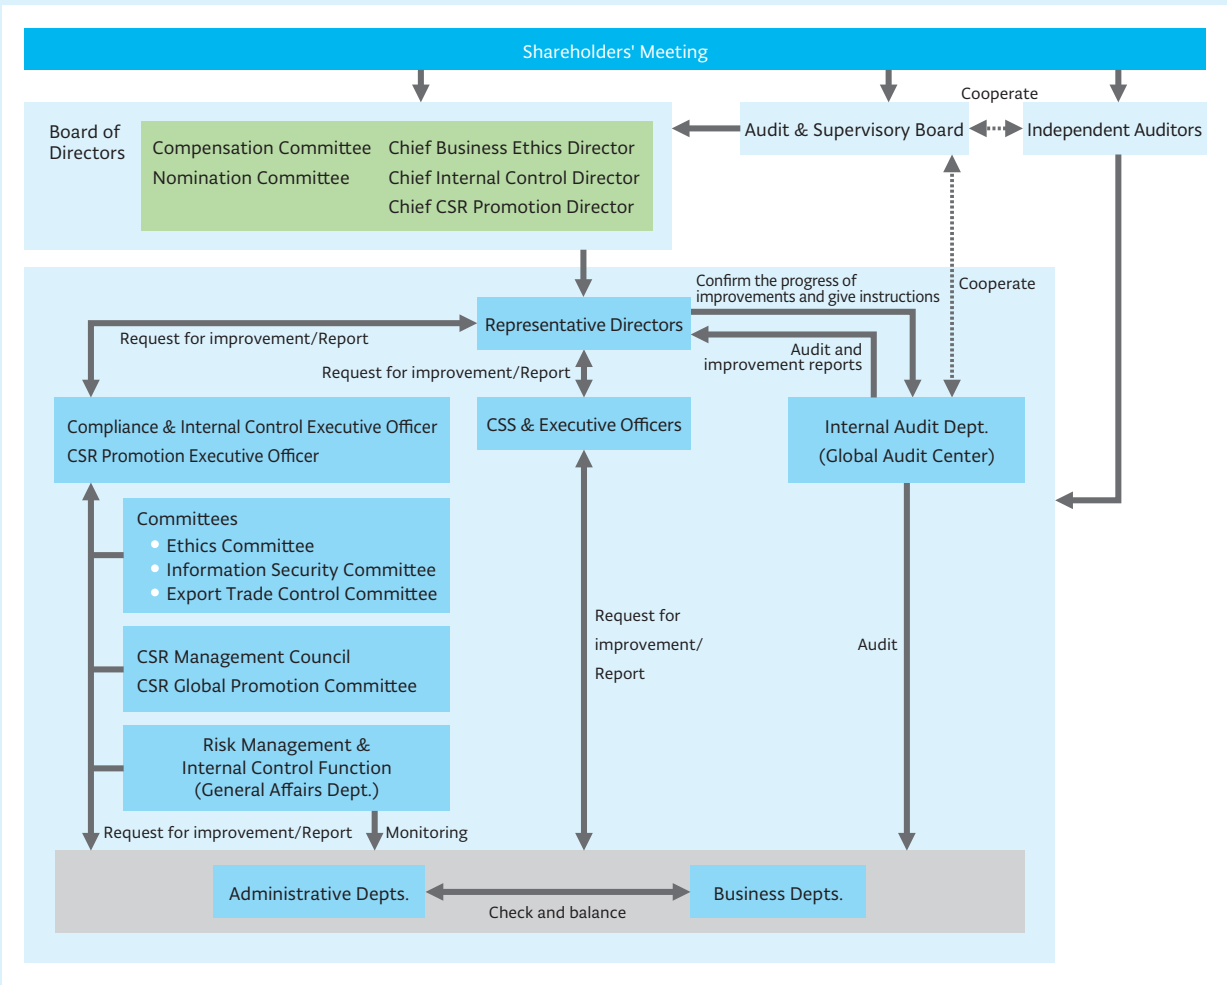 Shareholders' Meeting
Cooperate
Board of
Directors
Compensation Committee
Nomination Committee
Chief Business Ethics Director
Chief Internal Control Director
Chief CSR Promotion Director
Audit & Supervisory Board
Independent Auditors
Confirm the progress of
improvements and give instructions
Cooperate
Representative Directors
Request for improvement/Report
Audit and
improvement reports
Request for improvement/Report
Compliance & Internal Control Executive Officer
CSR Promotion Executive Officer
CSS & Executive Officers
Internal Audit Dept.
(Global Audit Center)
Committees
• Ethics Committee
• Information Security Committee
• Export Trade Control Committee
Request for
improvement/
Report
Audit
CSR Management Council
CSR Global Promotion Committee
Risk Management &
Internal Control Function
(General Affairs Dept.)
Request for improvement/Report
Monitoring
Administrative Depts.
Business Depts.
Check and balance